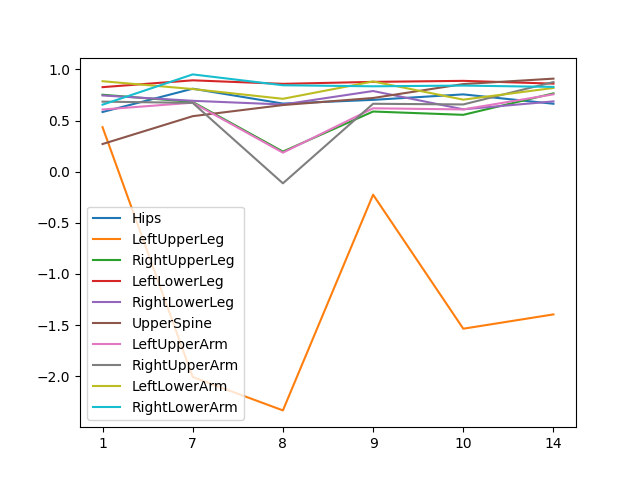 1.0
0.5
0.0
−0.5
−1.0
−1.5
−2.0
Hips
LeftUpperLeg
RightUpperLeg
LeftLowerLeg
RightLowerLeg
UpperSpine
LeftUpperArm
RightUpperArm
LeftLowerArm
RightLowerArm
1 7 8 9 10 14